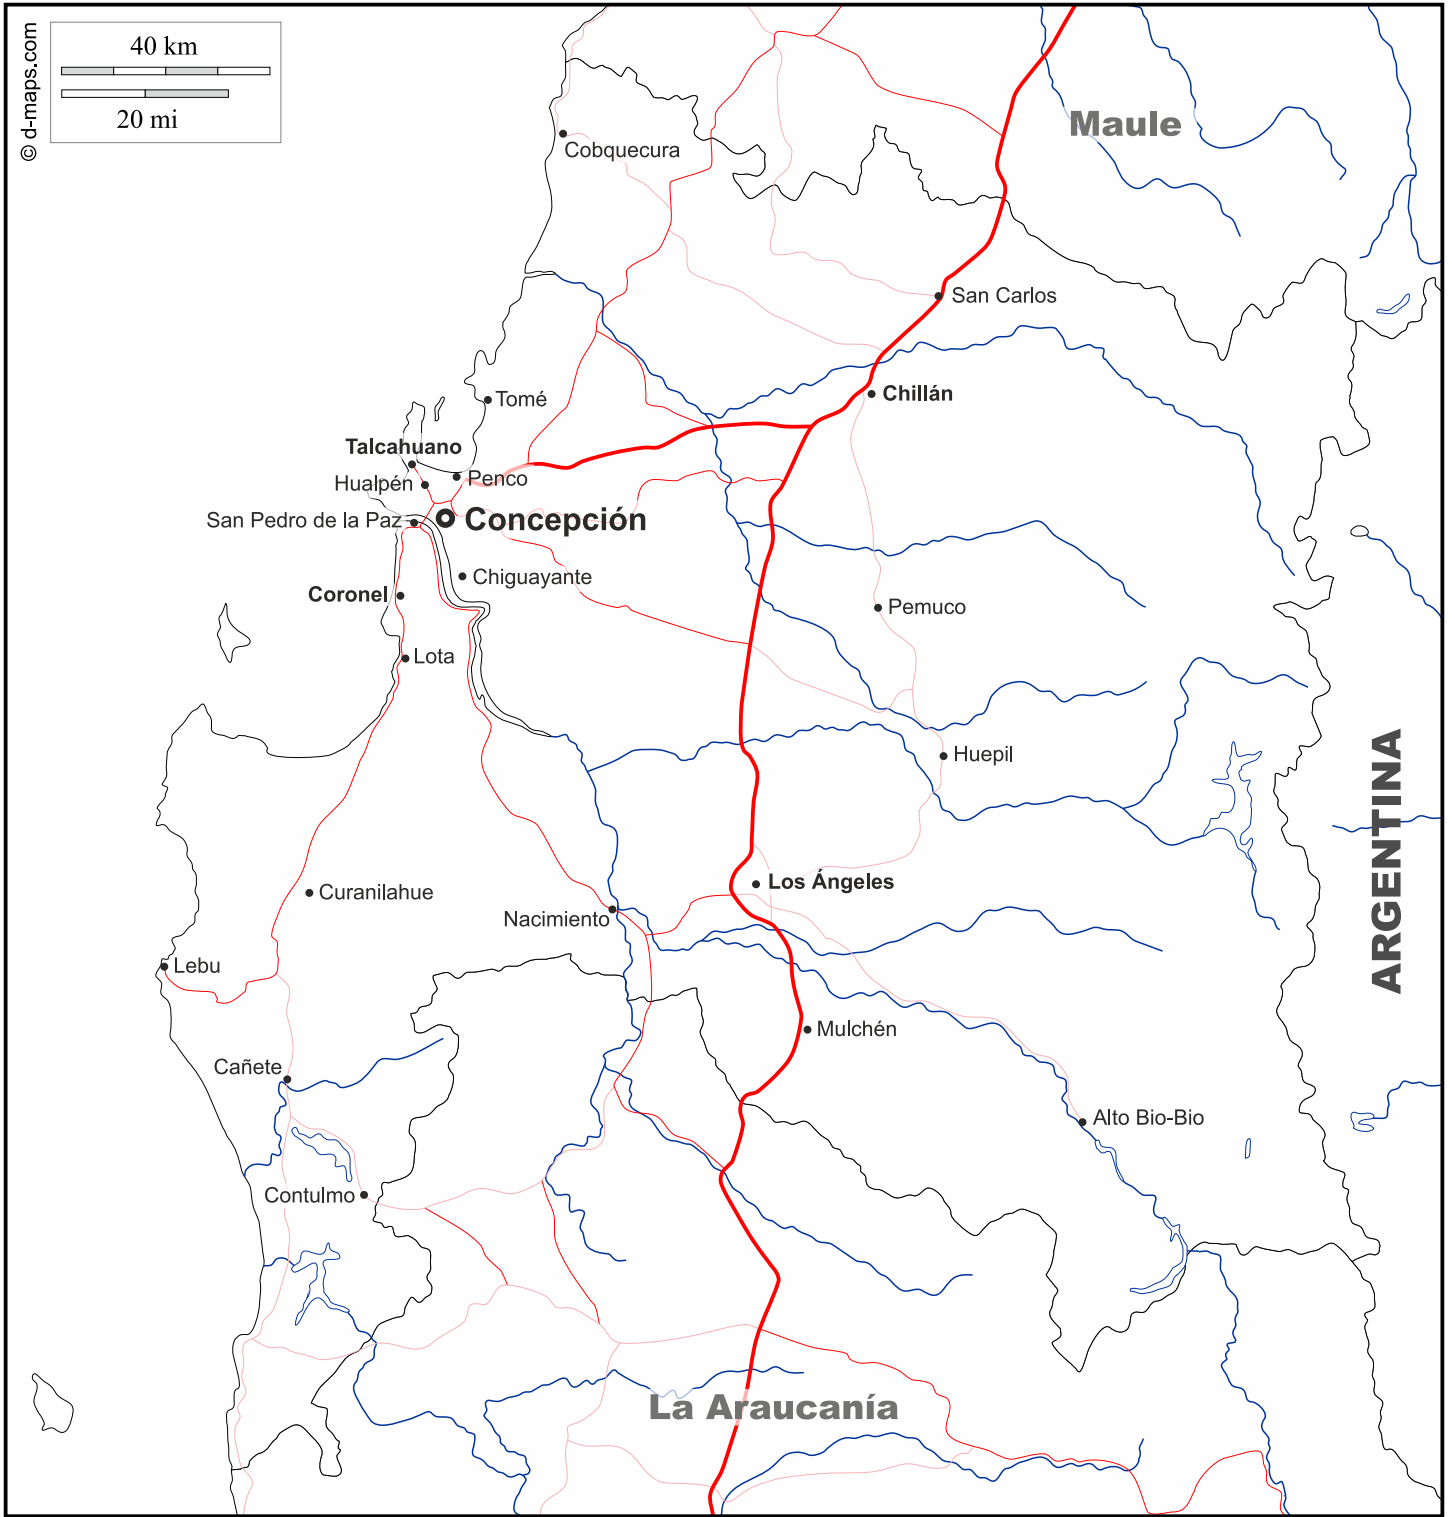 © d-maps.com
40 km
20 mi
Maule
Cobquecura
San Carlos
Chillán
Tomé
Talcahuano
Hualpén
Penco
San Pedro de la Paz
Concepción
Chiguayante
Coronel
Pemuco
Lota
Huepil
ARGENTINA
Los Ángeles
Curanilahue
Nacimiento
Lebu
Mulchén
Cañete
Alto Bio-Bio
Contulmo
La Araucanía